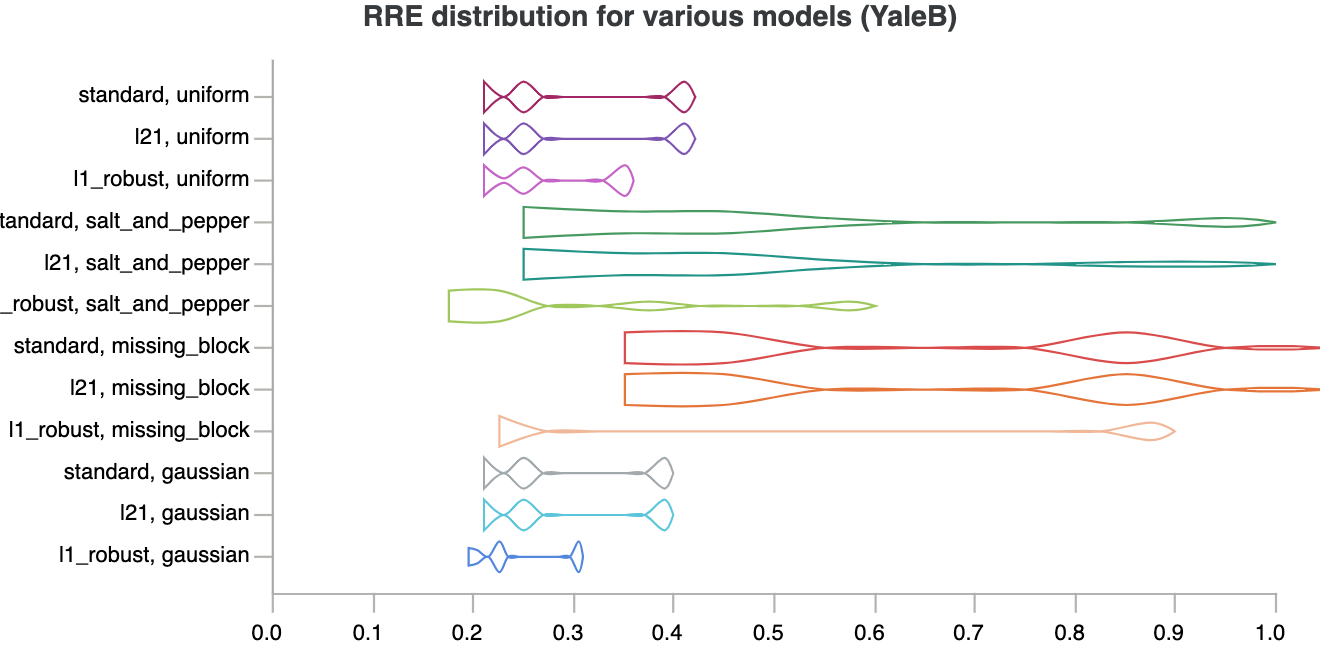 RRE distribution for various models (YaleB)
standard, uniform
l21, uniform
l1_robust, uniform
tandard, salt_and_pepper
l21, salt_and_pepper
_robust, salt_and_pepper
standard, missing_block
l21, missing_block
l1_robust, missing_block
standard, gaussian
l21, gaussian
l1_robust, gaussian
0.0 0.1 0.2 0.3 0.4 0.5 0.6 0.7 0.8 0.9 1.0